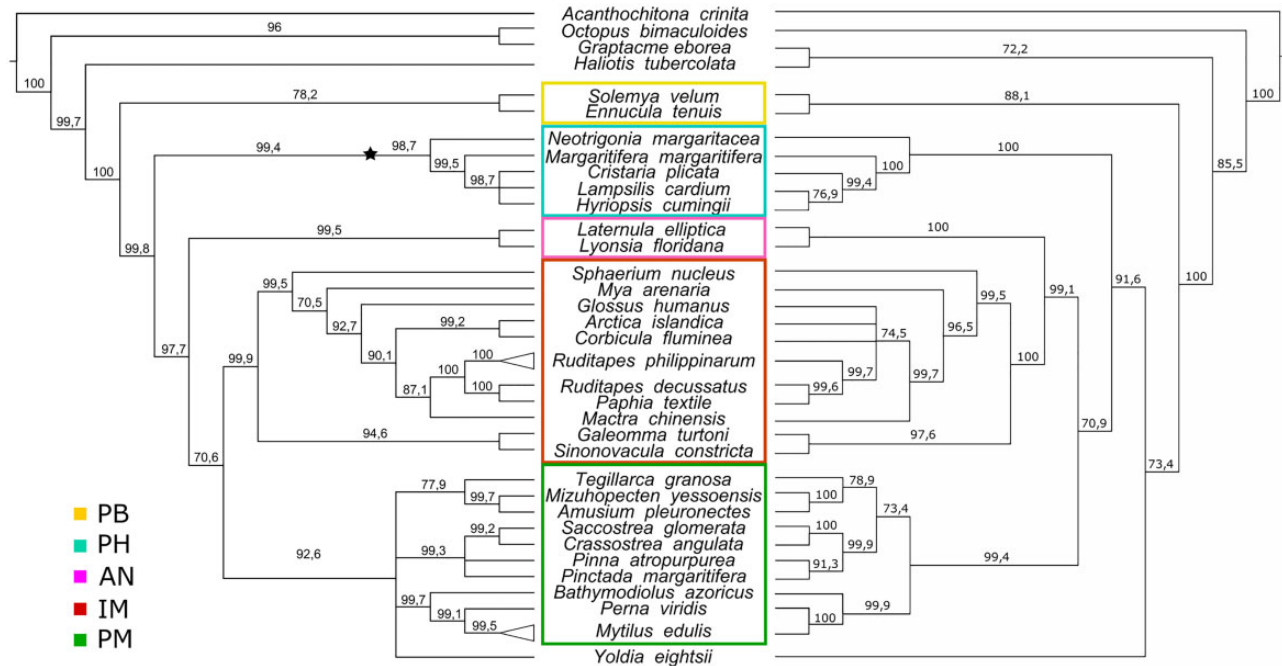 Acanthochitona crinita
96
Octopus bimaculoides
Graptacme eborea
72,2
Haliotis tubercolata
100
100
78,2
Solemya velum
88,1
Ennucula tenuis
99,7
Neotrigonia margaritacea
99,4
98,7
Margaritifera margaritifera
100
99,5
Cristaria plicata
100
85,5
98,7
Lampsilis cardium
99,4
100
Hyriopsis cumingii
76,9
Laternula elliptica
99,5
100
99,8
Lyonsia floridana
Sphaerium nucleus
99,5
91,6
100
70,5
Mya arenaria
99,5
99,1
Glossus humanus
92,7
99,2
Arctica islandica
74,5
96,5
97,7
Corbicula fluminea
90,1
100
Ruditapes philippinarum
99,9
100
99,7
99,7
100
87,1
100
Ruditapes decussatus
99,6
Paphia textile
Mactra chinensis
94,6
Galeomma turtoni
97,6
70,9
Sinonovacula constricta
70,6
73,4
77,9
Tegillarca granosa
78,9
99,7
Mizuhopecten yessoensis
100
Amusium pleuronectes
73,4
99,2
Saccostrea glomerata
100
Crassostrea angulata
99,9
92,6
99,3
Pinna atropurpurea
91,3
99,4
Pinctada margaritifera
99,7
Bathymodiolus azoricus
99,9
99,1
Perna viridis
100
99,5
Mytilus edulis
Yoldia eightsii
PB
PH
AN
IM
PM